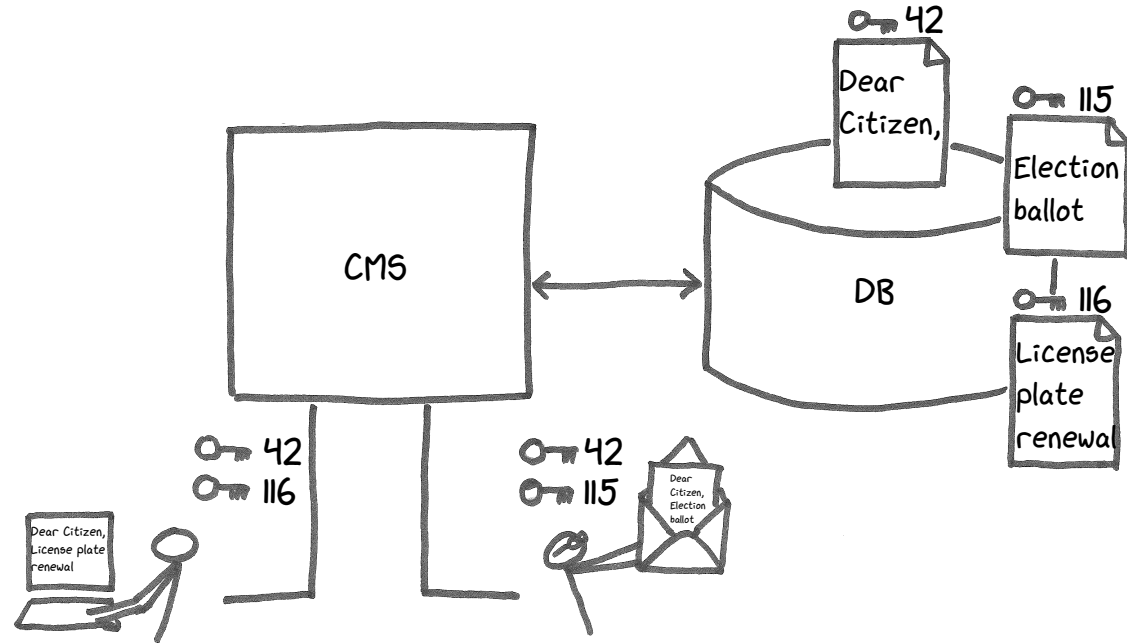 42
Dear
Citizen,
115
Election
ballot
CMS
DB
116
License
plate
renewal
42
116
42
115
Dear Citizen,
License plate
renewal
Dear
Citizen,
Election
ballot